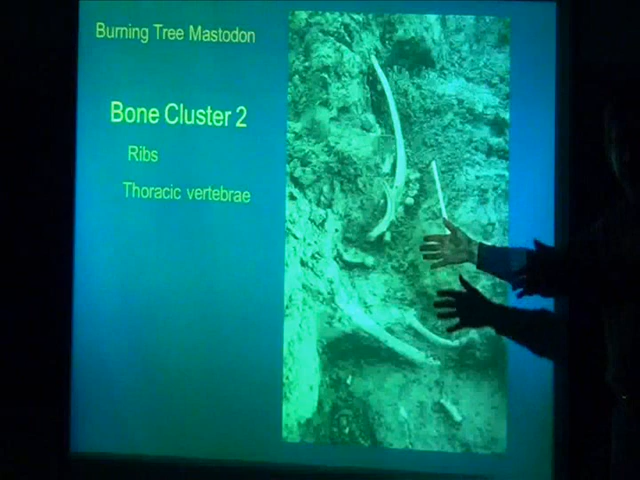 Burning Tree Mastodon
Bone Cluster 2
Ribs
Thoracic vertebrae